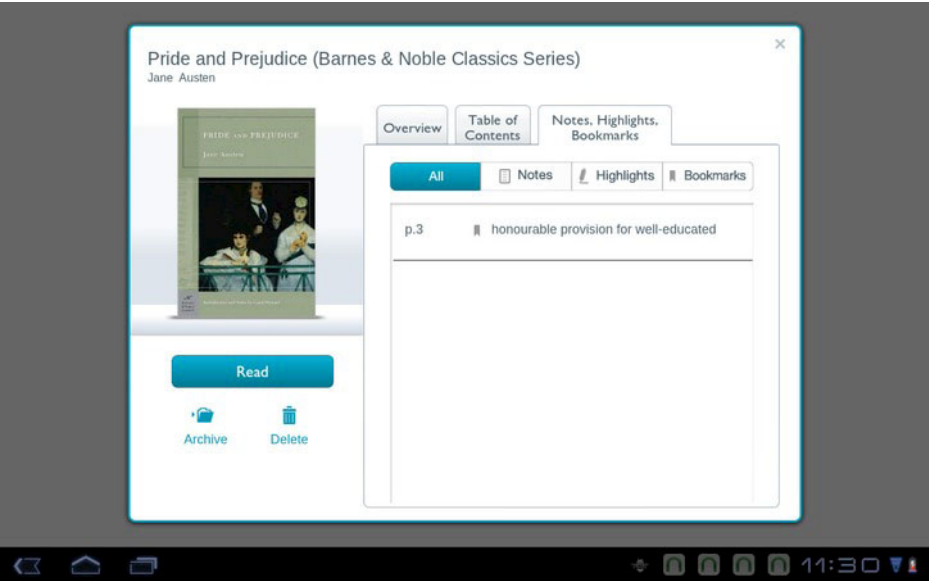 Pride and Prejudice (Barnes & Noble Classics Series)
Jane Austen
PRIDE AND PREJUDICE
Jane Austen
Read
Archive
Delete
Overview
Table of
Contents
Notes, Highlights,
Bookmarks
All
Notes
Highlights
Bookmarks
p.3 honourable provision for well-educated
11:30